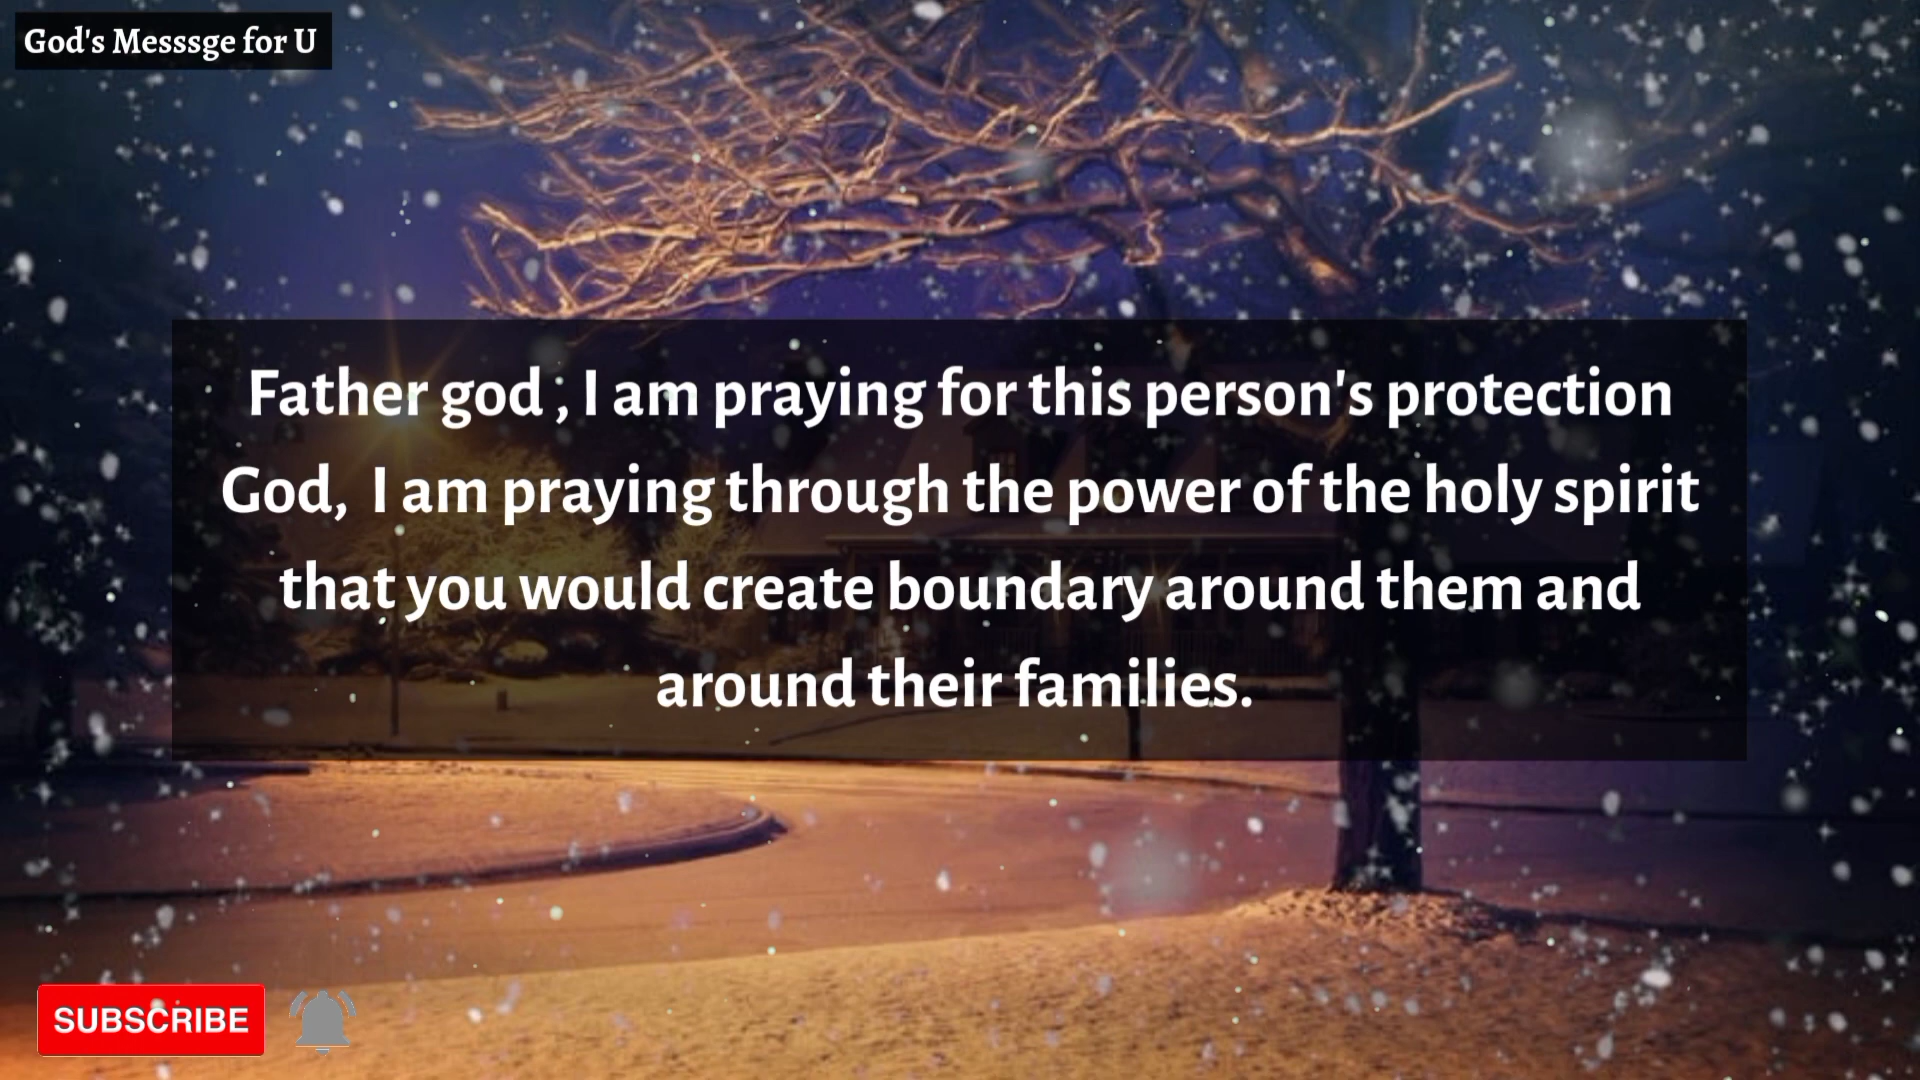 God's Messsge for U
Father god , I am praying for this person's protection
God,  I am praying through the power of the holy spirit
that you would create boundary around them and
around their families.
SUBSCRIBE